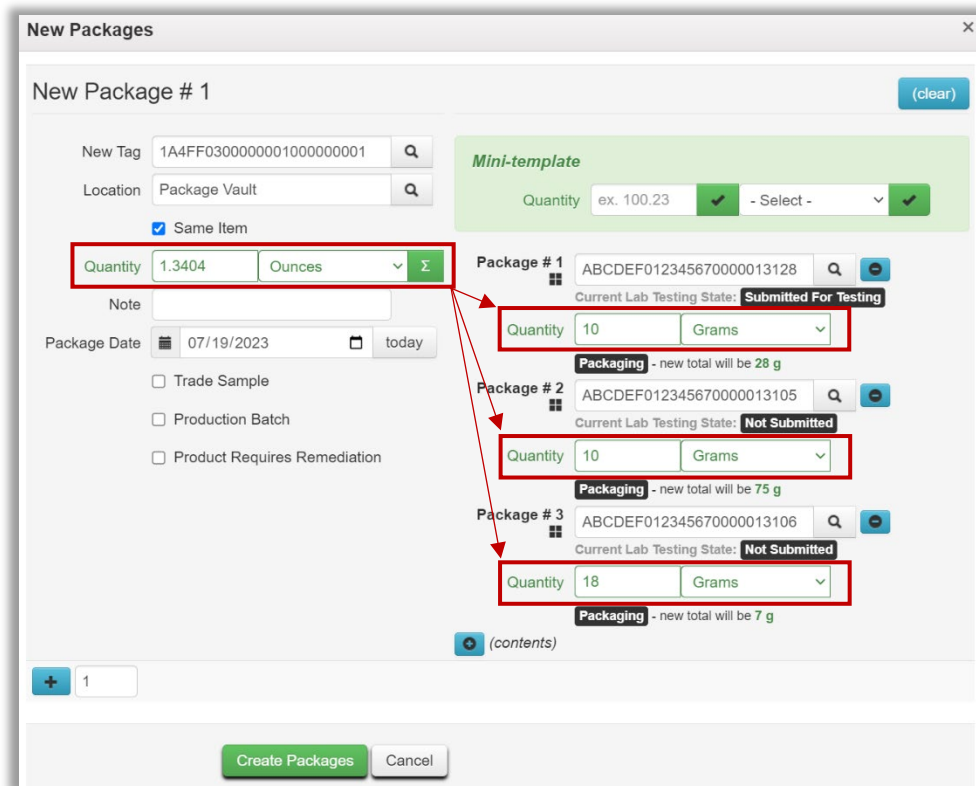 New Packages
×
New Package # 1
(clear)
New Tag 1A4FF0300000001000000001
Location Package Vault
Same Item
Quantity 1.3404 Ounces Σ
Note
Package Date 07/19/2023 today
Trade Sample
Production Batch
Product Requires Remediation
Mini-template
Quantity ex. 100.23 - Select -
Package # 1 ABCDEF012345670000013128
Current Lab Testing State: Submitted For Testing
Quantity 10 Grams
Packaging - new total will be 28 g
Package # 2 ABCDEF012345670000013105
Current Lab Testing State: Not Submitted
Quantity 10 Grams
Packaging - new total will be 75 g
Package # 3 ABCDEF012345670000013106
Current Lab Testing State: Not Submitted
Quantity 18 Grams
Packaging - new total will be 7 g
(contents)
1
Create Packages Cancel